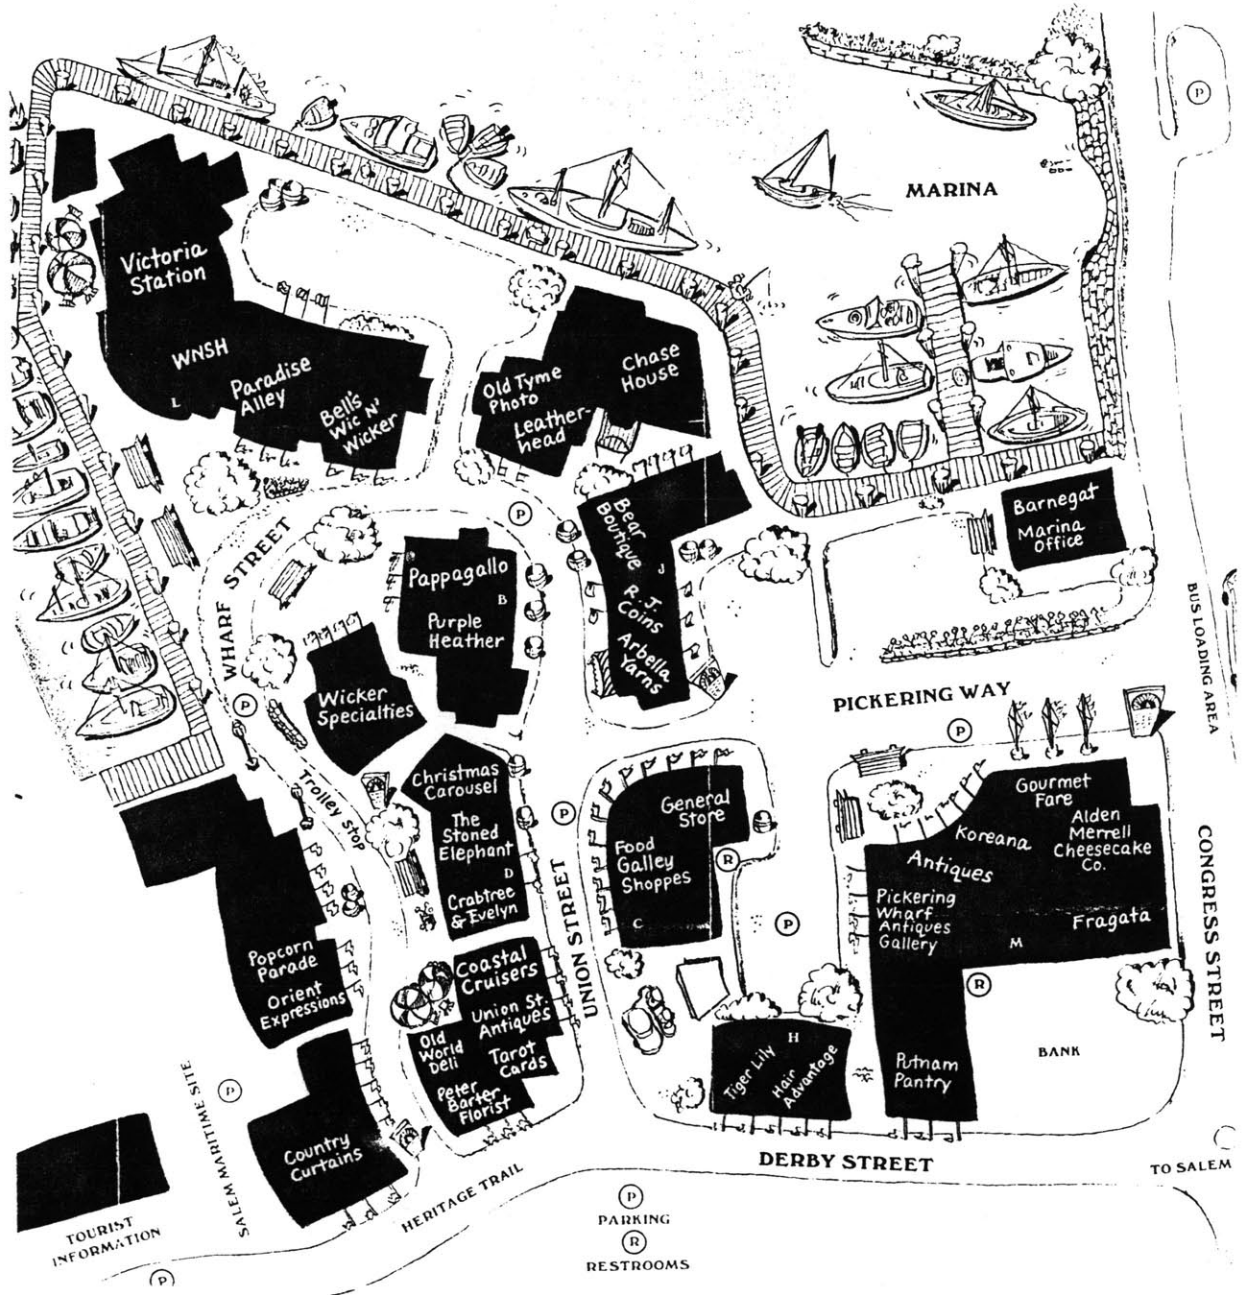 P
MARINA
Victoria
Station
WNSH
L
Paradise
Alley
Bell's
Wic N'
Wicker
Old Tyme
Photo
Leather-
head
Chase
House
P
Bear
Boutique
J
R.J.
Coins
Arbella
Yarns
Barnegat
Marina
Office
WHARF STREET
Pappagallo
B
Purple
Heather
Wicker
Specialties
P
BUS LOADING AREA
PICKERING WAY
P
Trolley Stop
Christmas
Carousel
The
Stoned
Elephant
D
Crabtree
& Evelyn
P
UNION STREET
General
Store
Food
Galley
Shoppes
C
R
P
Gourmet
Fare
Koreana
Alden
Merrell
Cheesecake
Co.
Antiques
Pickering
Wharf
Antiques
Gallery
M
Fragata
R
CONGRESS STREET
Popcorn
Parade
Orient
Expressions
Coastal
Cruisers
Union St.
Antiques
Old
World
Deli
Tarot
Cards
Peter
Barter
Florist
H
Tiger Lily
Hair
Advantage
Putnam
Pantry
BANK
P
SALEM MARITIME SITE
Country
Curtains
DERBY STREET
TO SALEM
HERITAGE TRAIL
TOURIST
INFORMATION
P
P
PARKING
R
RESTROOMS